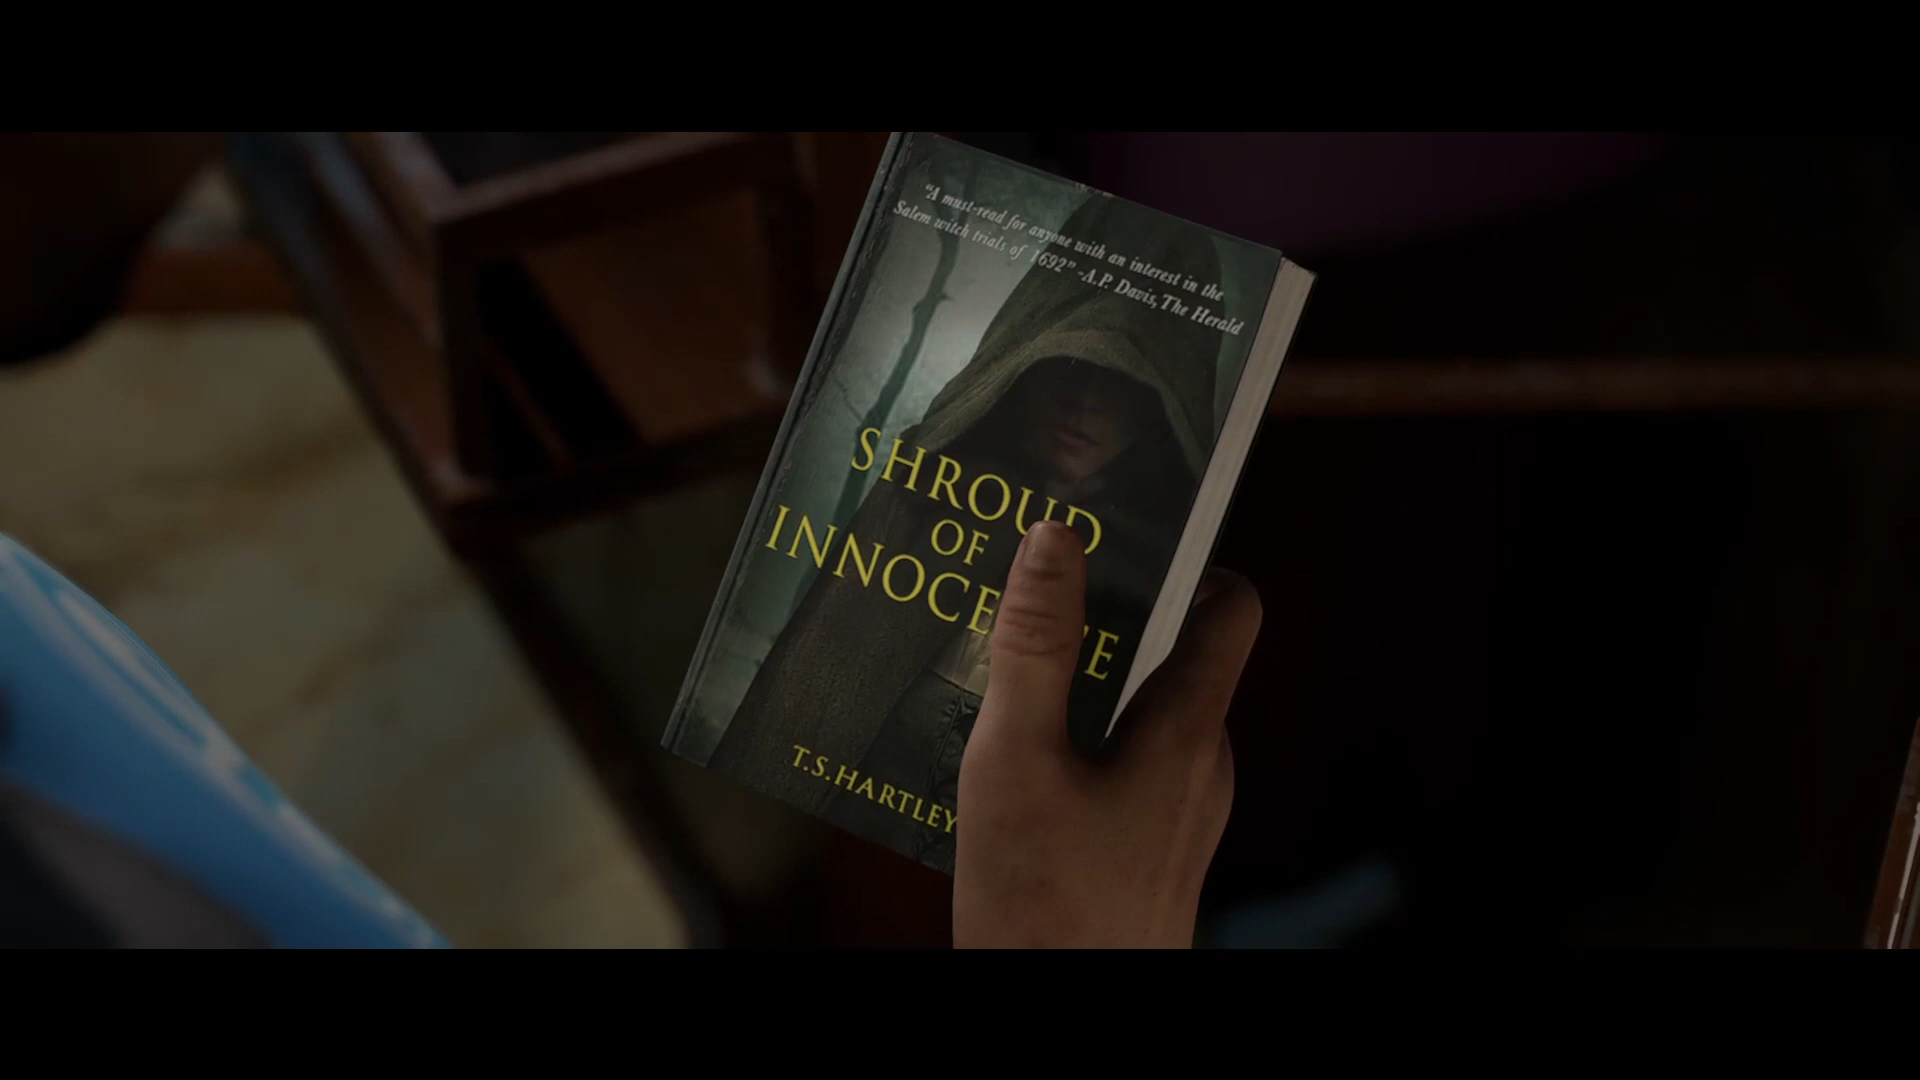 "A must-read for anyone with an interest in the
Salem witch trials of 1692" -A.P. Davis, The Herald
SHROUD
OF
INNOCENCE
T.S. HARTLEY